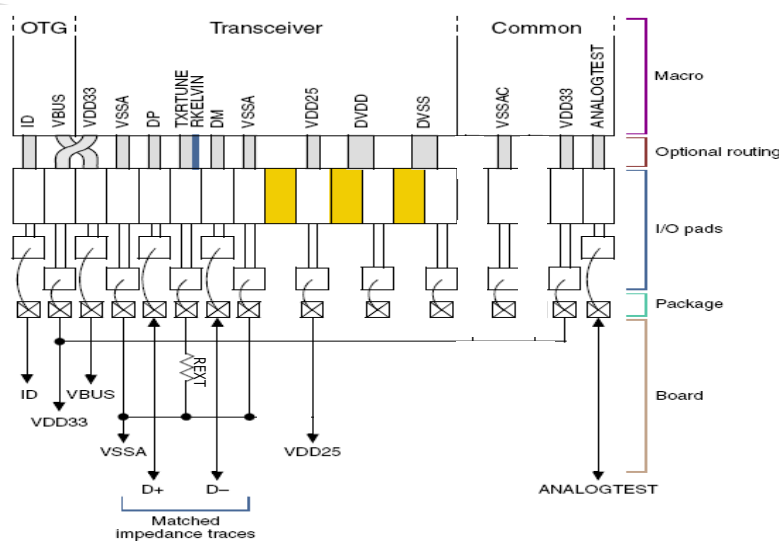 OTG
Transceiver
Common
Macro
ID
VBUS
VDD33
VSSA
DP
TXRTUNE
RKELVIN
DM
VSSA
VDD25
DVDD
DVSS
VSSAC
VDD33
ANALOGTEST
Optional routing
I/O pads
Package
REXT
Board
ID
VBUS
VDD33
VSSA
VDD25
D+
D–
ANALOGTEST
Matched
impedance traces